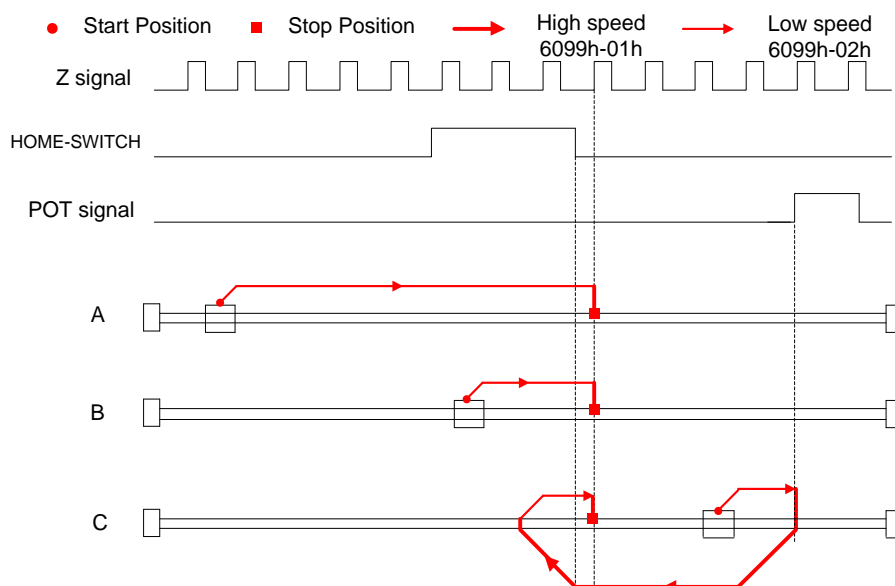 Start Position
Stop Position
High speed
6099h-01h
Low speed
6099h-02h
Z signal
HOME-SWITCH
POT signal
A
B
C